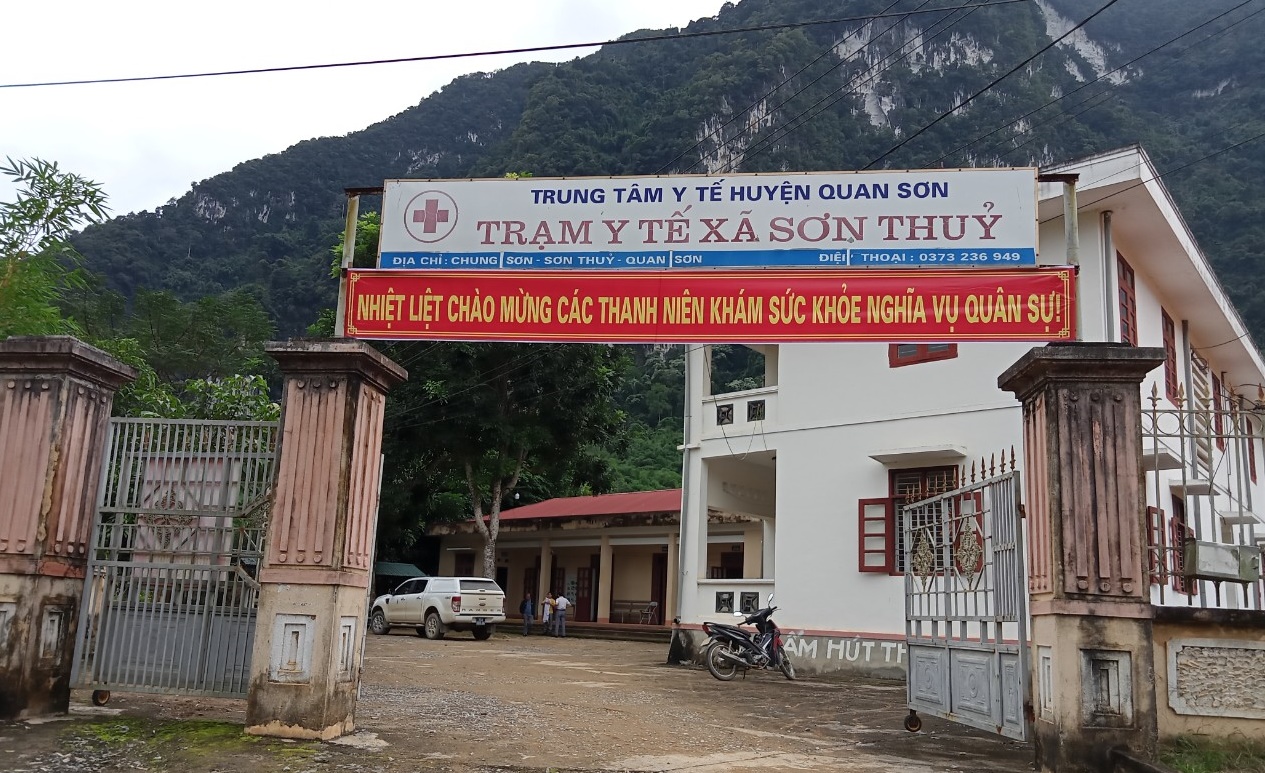 TRUNG TÂM Y TẾ HUYỆN QUAN SƠN
TRẠM Y TẾ XÃ SƠN THUỶ
ĐỊA CHỈ : CHUNG SƠN - SƠN THUỶ - QUAN SƠN ĐIỆI THOẠI : 0373 236 949
NHIỆT LIỆT CHÀO MỪNG CÁC THANH NIÊN KHÁM SỨC KHỎE NGHĨA VỤ QUÂN SỰ!
ẤM HÚT TH